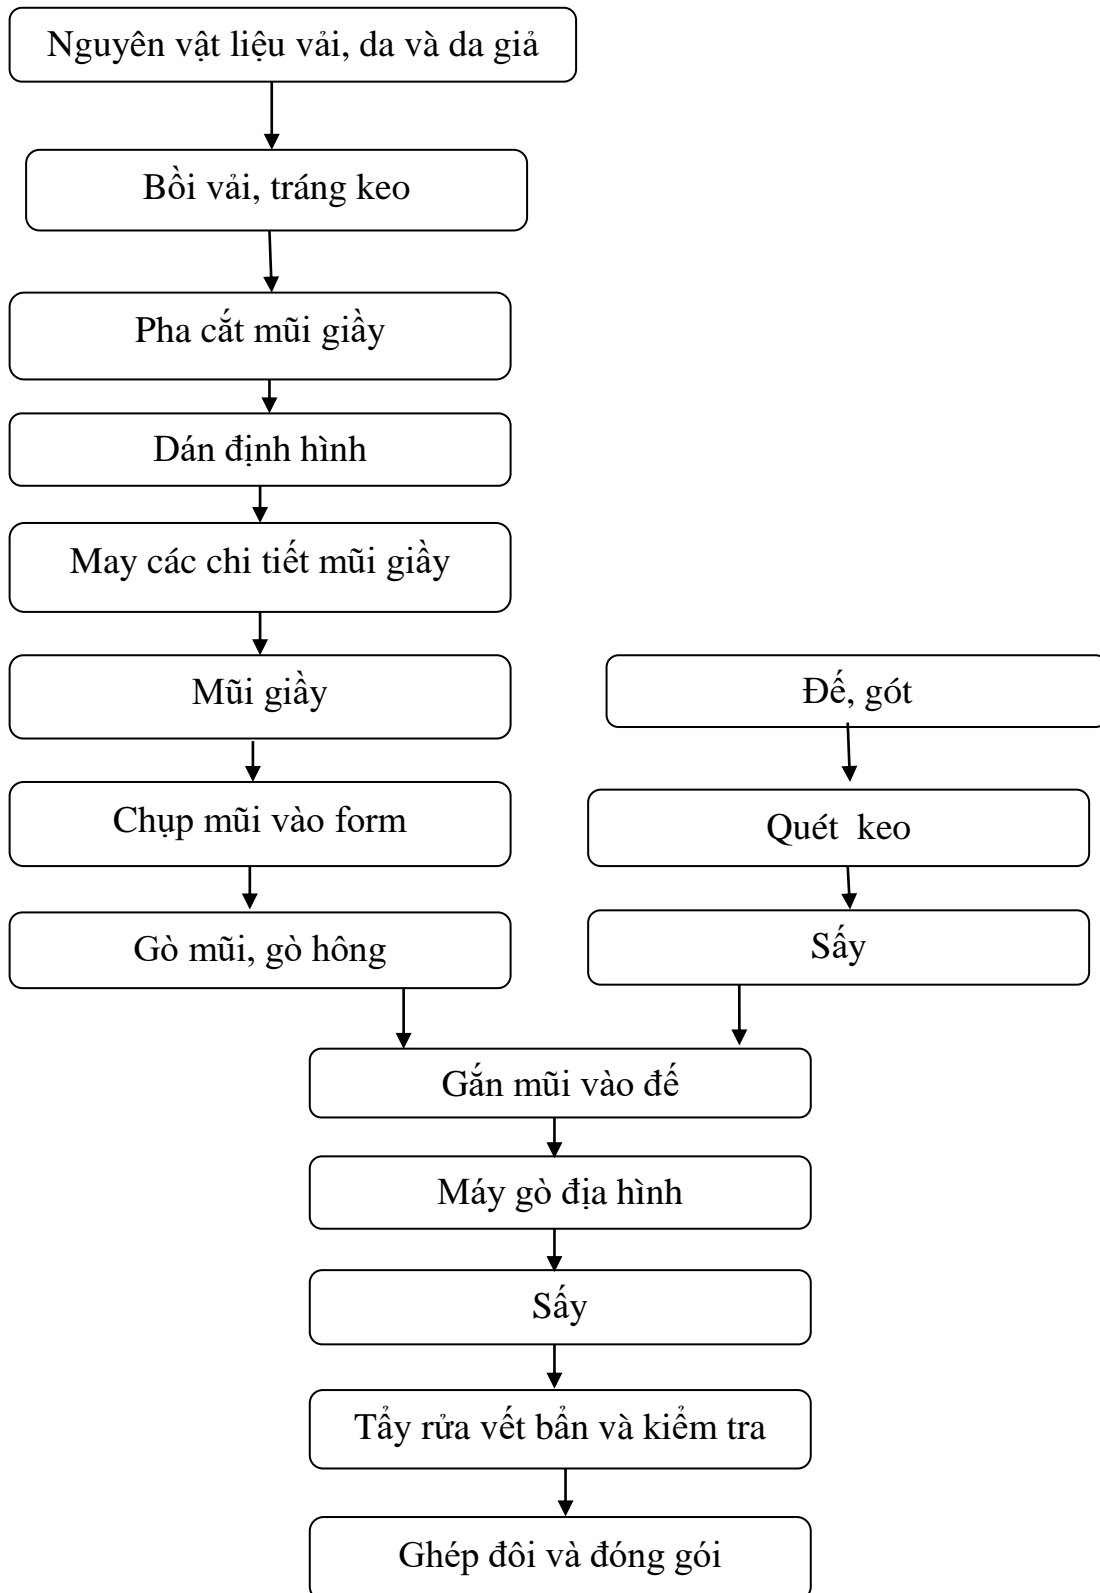 Nguyên vật liệu vải, da và da giả
Bồi vải, tráng keo
Pha cắt mũi giầy
Dán định hình
May các chi tiết mũi giầy
Mũi giầy
Chụp mũi vào form
Gò mũi, gò hông
Đế, gót
Quét keo
Sấy
Gắn mũi vào đế
Máy gò địa hình
Sấy
Tẩy rửa vết bẩn và kiểm tra
Ghép đôi và đóng gói